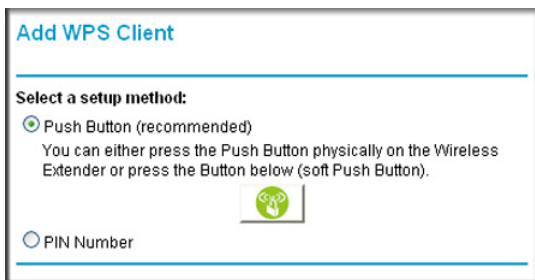 Add WPS Client
Select a setup method:
Push Button (recommended)
You can either press the Push Button physically on the Wireless
Extender or press the Button below (soft Push Button).
PIN Number